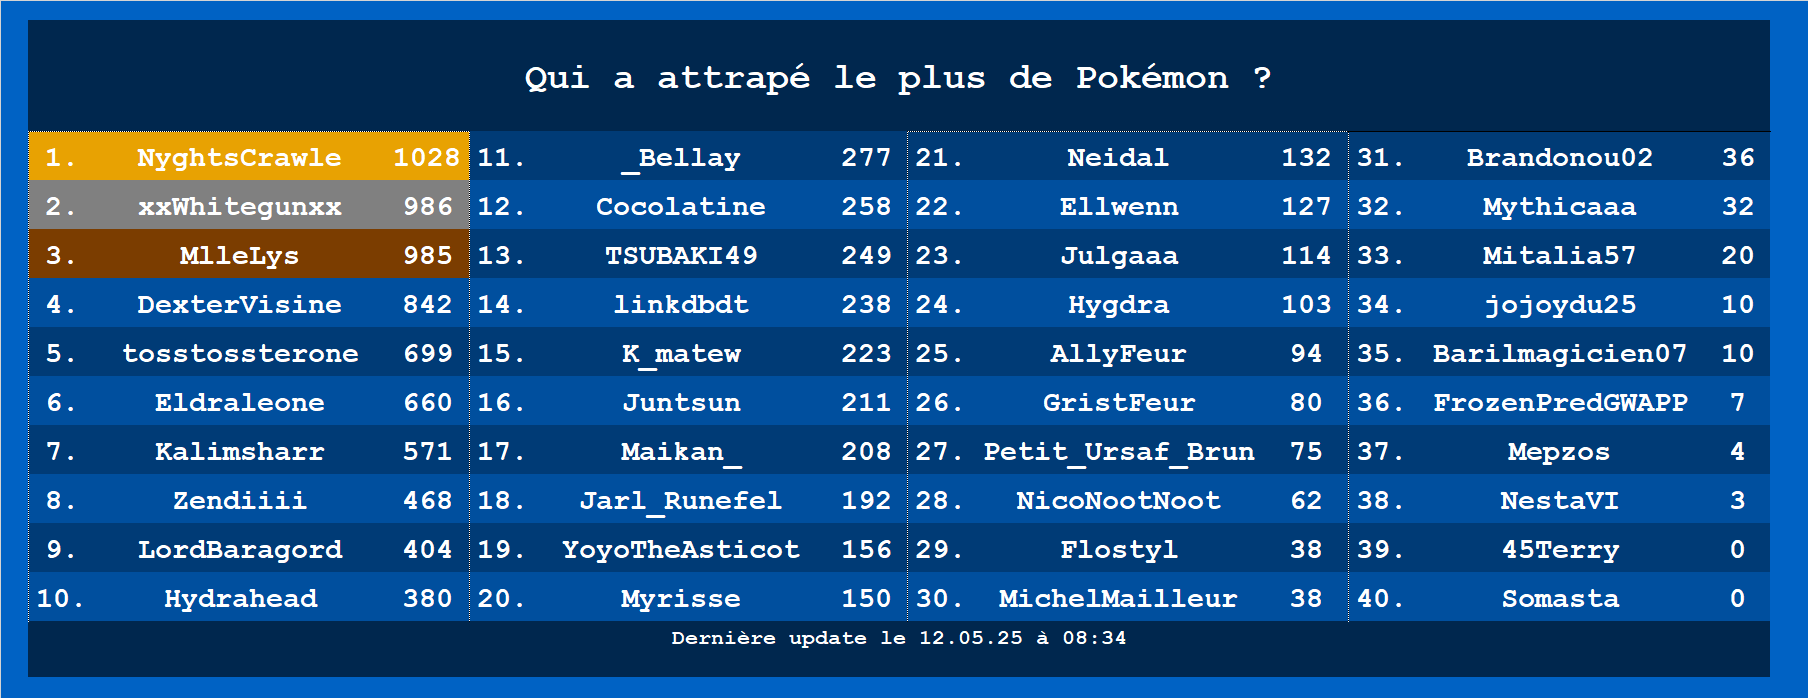 Qui a attrapé le plus de Pokémon ?
1. NyghtsCrawle 1028 11. _Bellay 277 21. Neidal 132 31. Brandonou02 36
2. xxWhitegunxx 986 12. Cocolatine 258 22. Ellwenn 127 32. Mythicaaa 32
3. MlleLys 985 13. TSUBAKI49 249 23. Julgaaa 114 33. Mitalia57 20
4. DexterVisine 842 14. linkdbdt 238 24. Hygdra 103 34. jojoydu25 10
5. tosstossterone 699 15. K_matew 223 25. AllyFeur 94 35. Barilmagicien07 10
6. Eldraleone 660 16. Juntsun 211 26. GristFeur 80 36. FrozenPredGWAPP 7
7. Kalimsharr 571 17. Maikan_ 208 27. Petit_Ursaf_Brun 75 37. Mepzos 4
8. Zendiiii 468 18. Jarl_Runefel 192 28. NicoNootNoot 62 38. NestaVI 3
9. LordBaragord 404 19. YoyoTheAsticot 156 29. Flostyl 38 39. 45Terry 0
10. Hydrahead 380 20. Myrisse 150 30. MichelMailleur 38 40. Somasta 0
Dernière update le 12.05.25 à 08:34